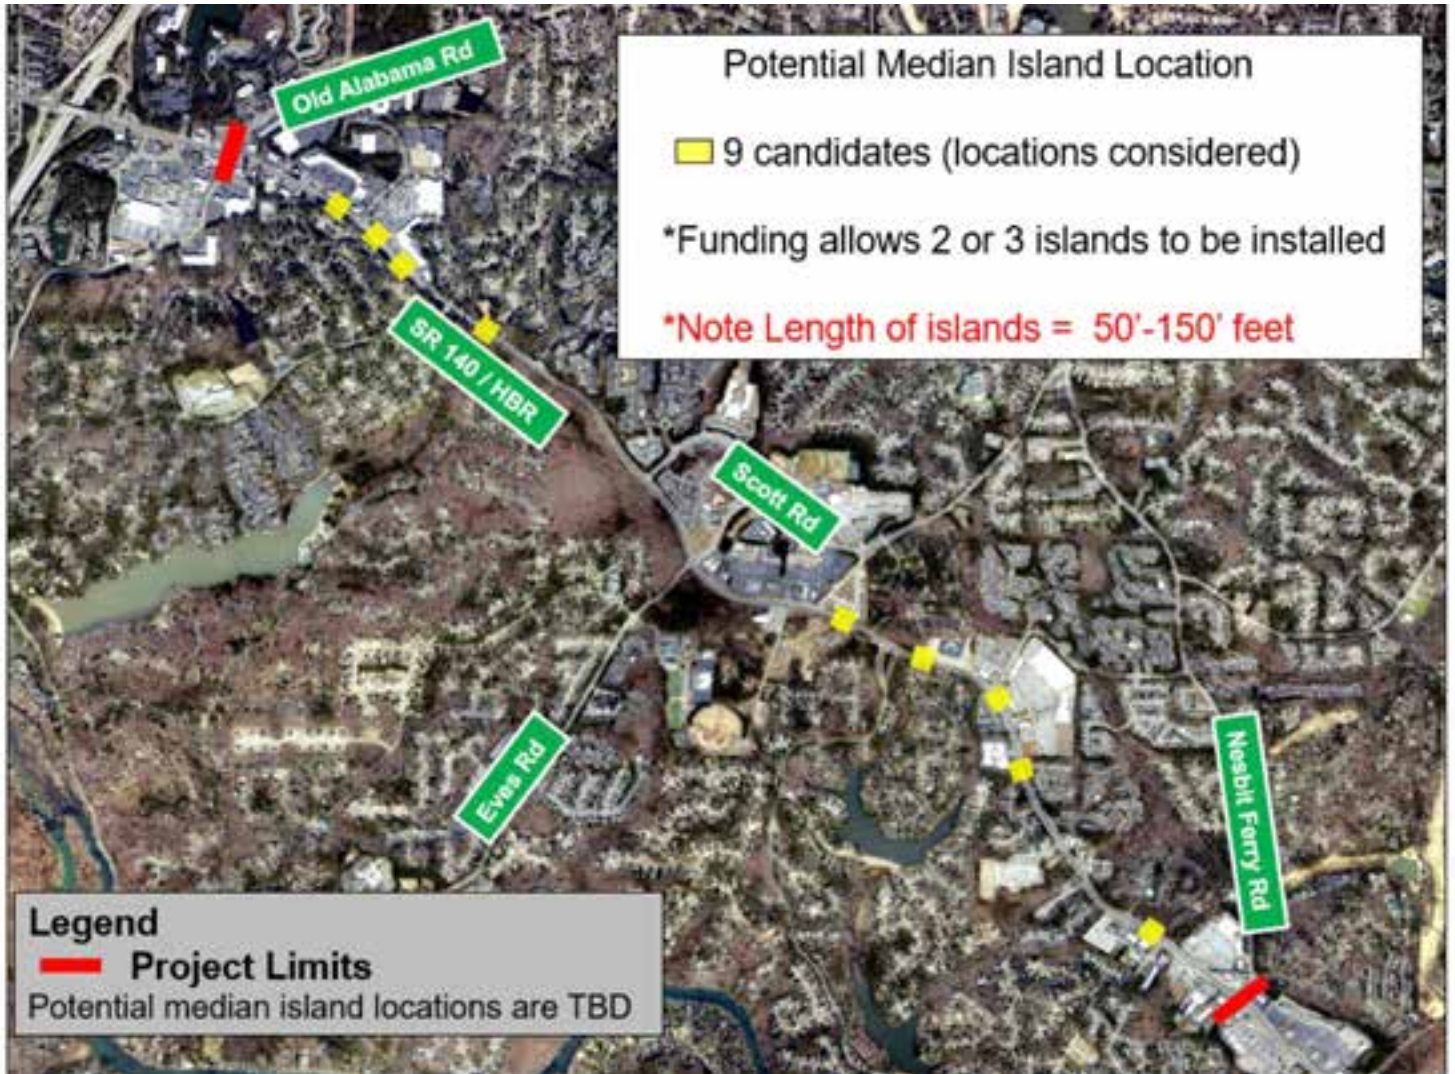 Old Alabama Rd
Potential Median Island Location
9 candidates (locations considered)
*Funding allows 2 or 3 islands to be installed
*Note Length of islands = 50'-150' feet
SR 140 / HBR
Scott Rd
Eves Rd
Nesbit Ferry Rd
Legend
Project Limits
Potential median island locations are TBD